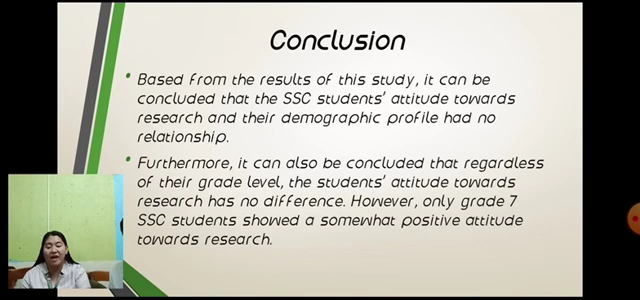 Conclusion
• Based from the results of this study, it can be
concluded that the SSC students' attitude towards
research and their demographic profile had no
relationship.
• Furthermore, it can also be concluded that regardless
of their grade level, the students' attitude towards
research has no difference. However, only grade 7
SSC students showed a somewhat positive attitude
towards research.